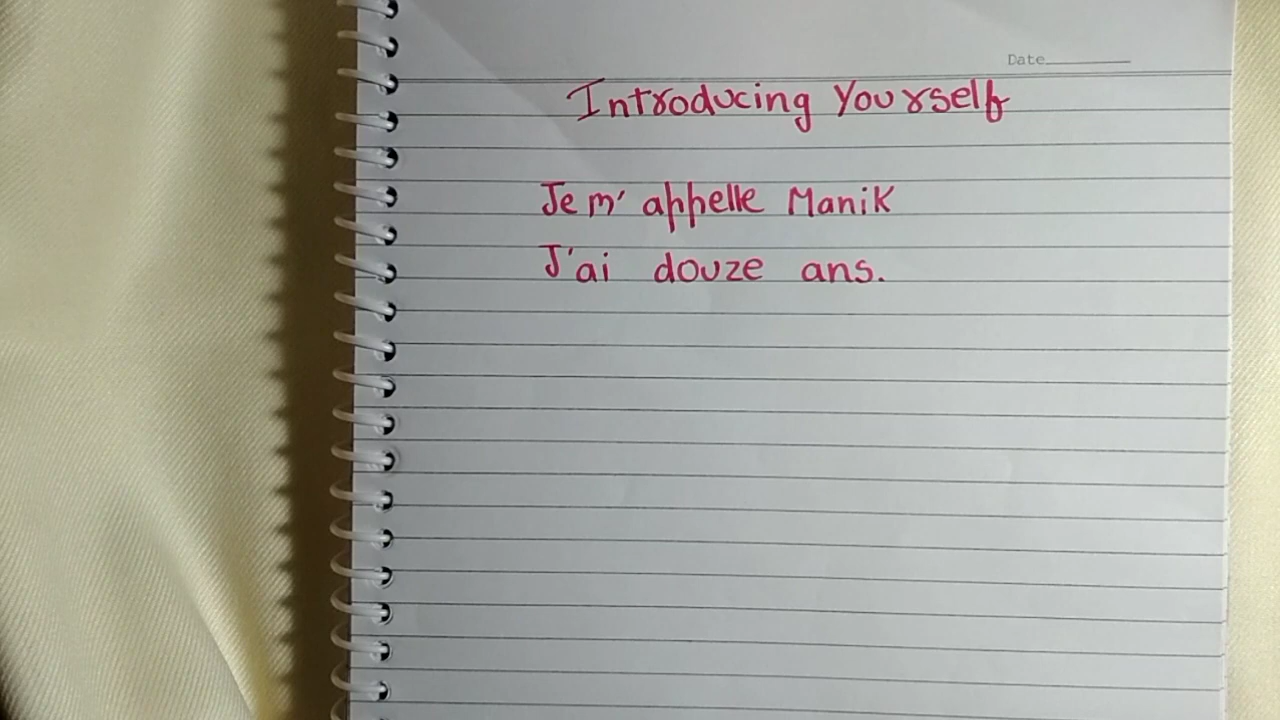 Date
Introducing Yourself
Je m' appelle Manik
J'ai douze ans.